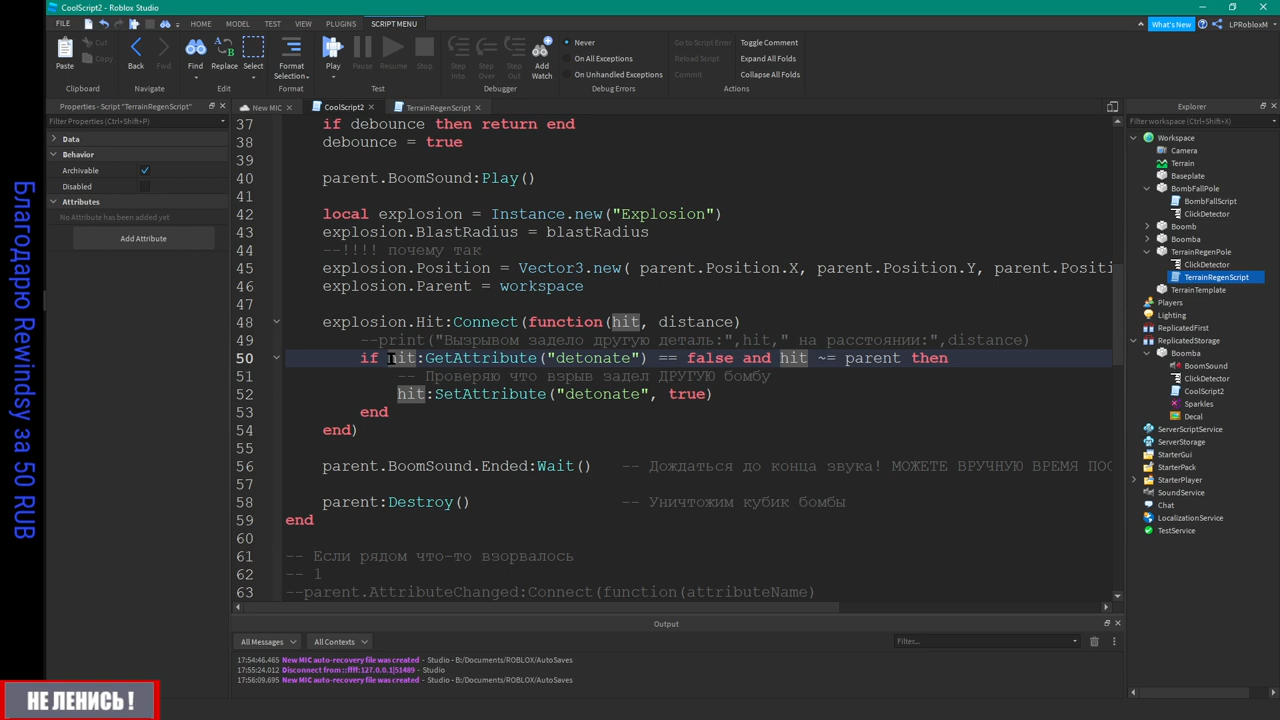 CoolScript2 - Roblox Studio
FILE HOME MODEL TEST VIEW PLUGINS SCRIPT MENU
What's New LPRobloxM
Paste Cut Copy Back Fwd Find Replace Select Format Selection Play Pause Resume Stop Step Into Step Over Step Out Add Watch
Never
On All Exceptions
On Unhandled Exceptions
Go to Script Error
Reload Script
Commit
Toggle Comment
Expand All Folds
Collapse All Folds
Clipboard Navigate Edit Format Test Debugger Debug Errors Actions
Properties - Script "TerrainRegenScript"
Filter Properties (Ctrl+Shift+P)
Data
Behavior
Archivable
Disabled
Attributes
No Attribute has been added yet
Add Attribute
New MIC CoolScript2 TerrainRegenScript
37 if debounce then return end
38 debounce = true
39
40 parent.BoomSound:Play()
41
42 local explosion = Instance.new("Explosion")
43 explosion.BlastRadius = blastRadius
44 --!!!! почему так
45 explosion.Position = Vector3.new( parent.Position.X, parent.Position.Y, parent.Positi
46 explosion.Parent = workspace
47
48 explosion.Hit:Connect(function(hit, distance)
49 --print("Вызрывом задело другую деталь:",hit," на расстоянии:",distance)
50 if hit:GetAttribute("detonate") == false and hit ~= parent then
51 -- Проверяю что взрыв задел ДРУГУЮ бомбу
52 hit:SetAttribute("detonate", true)
53 end
54 end)
55
56 parent.BoomSound.Ended:Wait() -- Дождаться до конца звука! МОЖЕТЕ ВРУЧНУЮ ВРЕМЯ ПОС
57
58 parent:Destroy() -- Уничтожим кубик бомбы
59 end
60
61 -- Если рядом что-то взорвалось
62 -- 1
63 --parent.AttributeChanged:Connect(function(attributeName)
Output
All Messages All Contexts Filter...
17:54:46.465 New MIC auto-recovery file was created - Studio - B:/Documents/ROBLOX/AutoSaves
17:55:24.012 Disconnect from ::ffff:127.0.0.1|51489 - Studio
17:56:09.695 New MIC auto-recovery file was created - Studio - B:/Documents/ROBLOX/AutoSaves
Explorer
Filter workspace (Ctrl+Shift+X)
Workspace
Camera
Terrain
Baseplate
BombFallPole
BombFallScript
ClickDetector
Boomb
Boomba
TerrainRegenPole
ClickDetector
TerrainRegenScript
TerrainTemplate
Players
Lighting
ReplicatedFirst
ReplicatedStorage
Boomba
BoomSound
ClickDetector
CoolScript2
Sparkles
Decal
ServerScriptService
ServerStorage
StarterGui
StarterPack
StarterPlayer
SoundService
Chat
LocalizationService
TestService
Благодарю Rewindsy за 50 RUB
НЕ ЛЕНИСЬ !